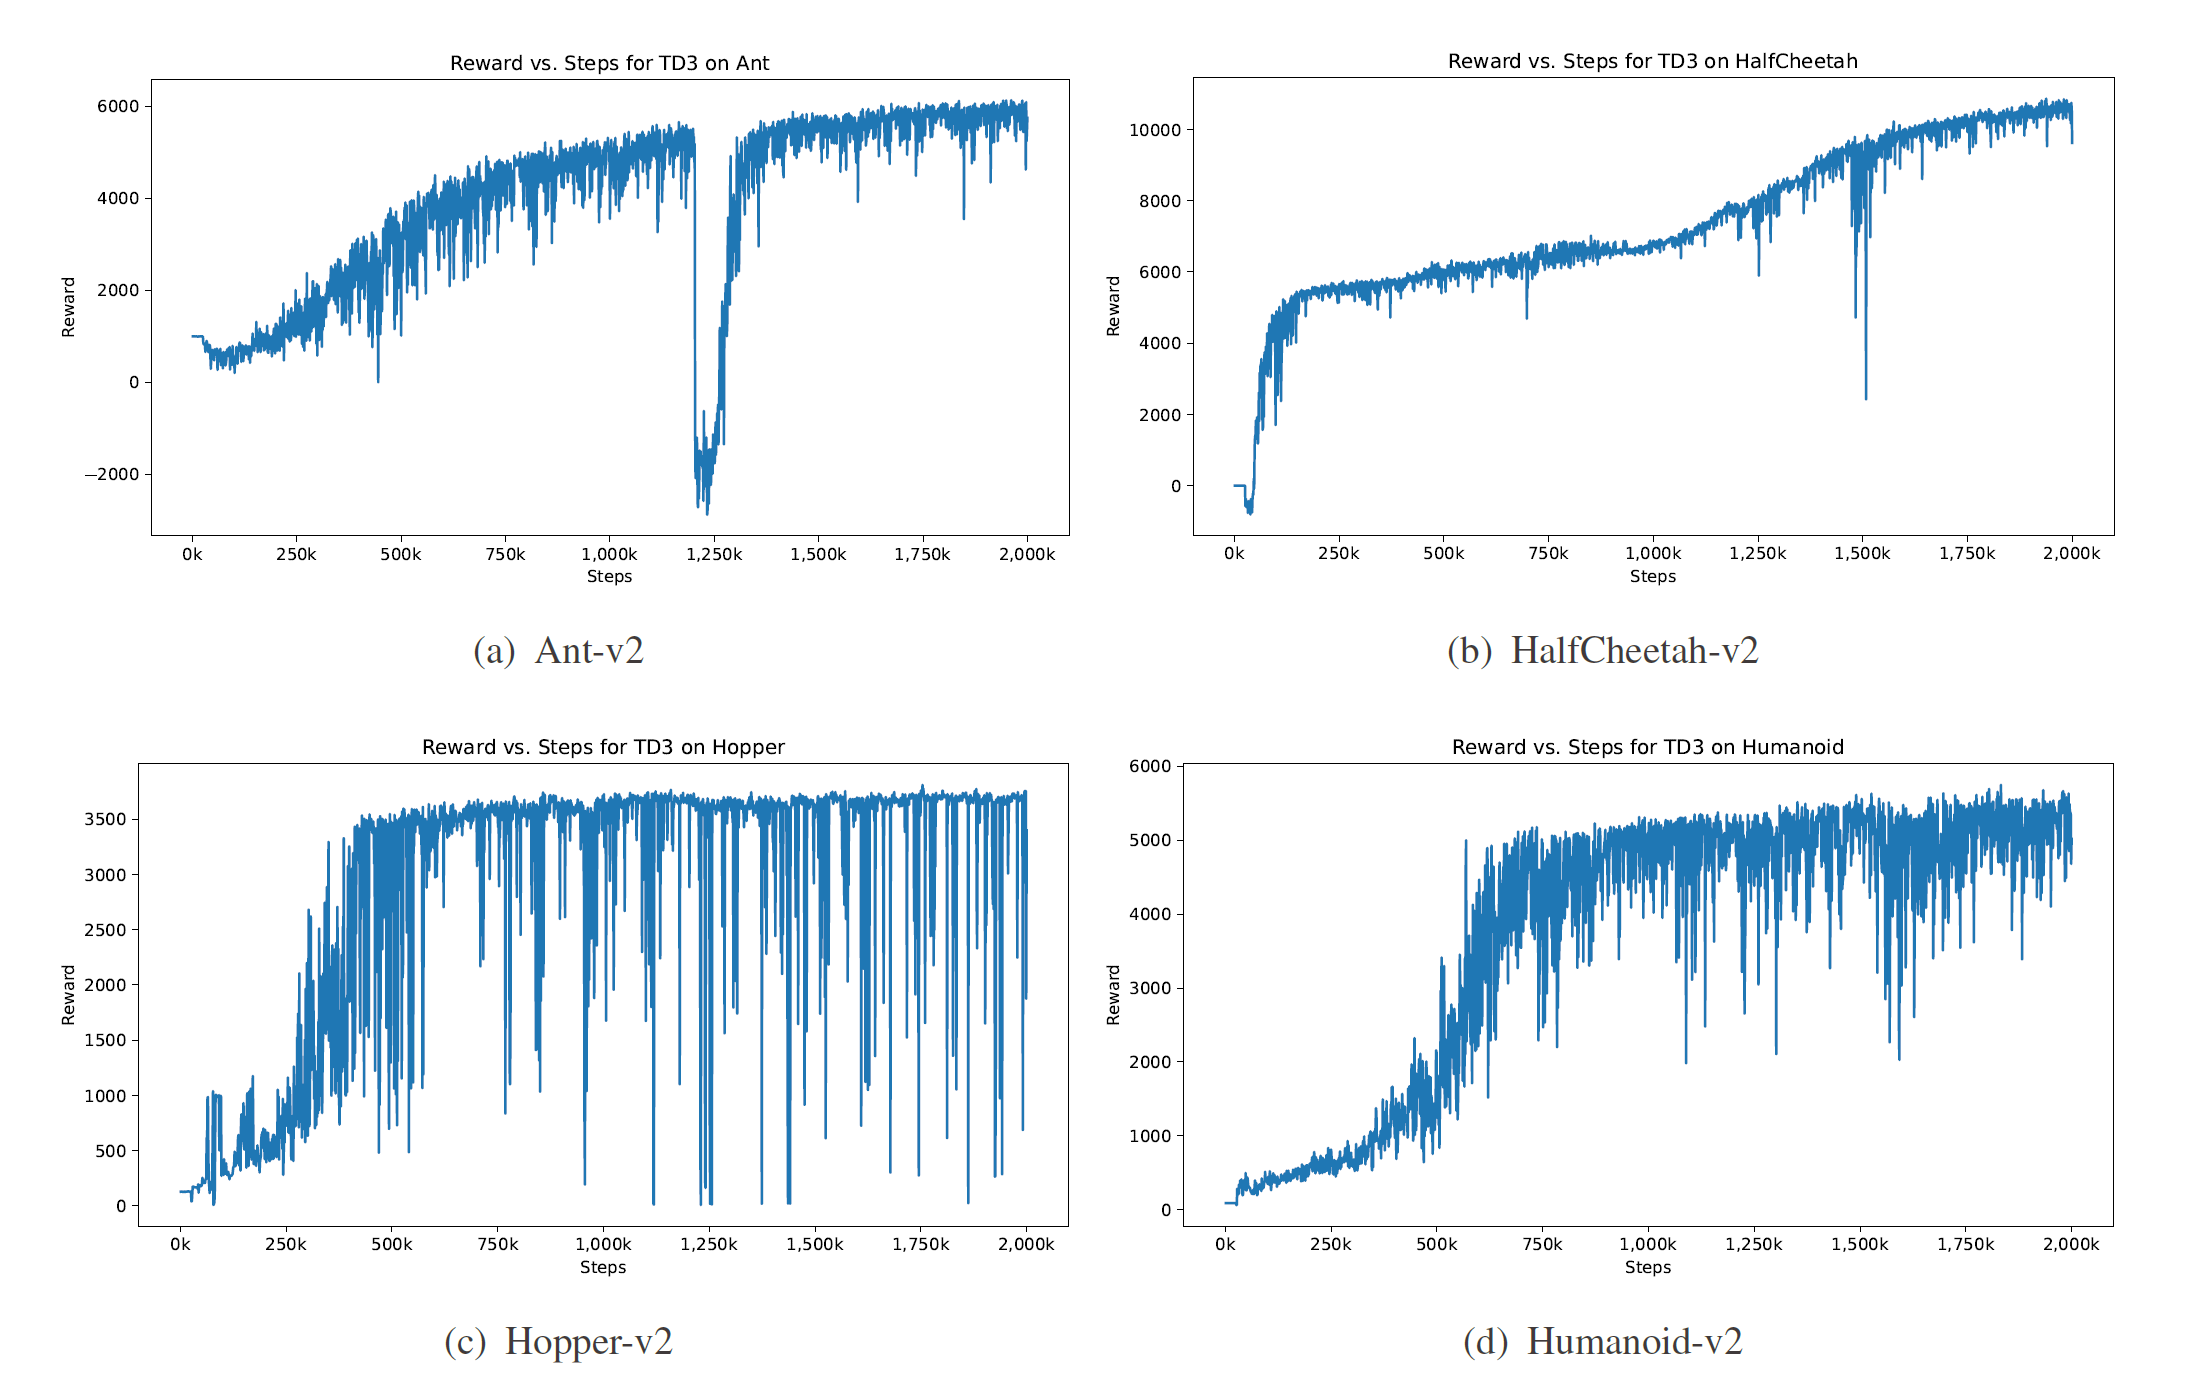 Reward vs. Steps for TD3 on Ant
6000
4000
2000
0
−2000
Reward
0k 250k 500k 750k 1,000k 1,250k 1,500k 1,750k 2,000k
Steps
(a) Ant-v2
Reward vs. Steps for TD3 on HalfCheetah
10000
8000
6000
4000
2000
0
Reward
0k 250k 500k 750k 1,000k 1,250k 1,500k 1,750k 2,000k
Steps
(b) HalfCheetah-v2
Reward vs. Steps for TD3 on Hopper
3500
3000
2500
2000
1500
1000
500
0
Reward
0k 250k 500k 750k 1,000k 1,250k 1,500k 1,750k 2,000k
Steps
(c) Hopper-v2
Reward vs. Steps for TD3 on Humanoid
6000
5000
4000
3000
2000
1000
0
Reward
0k 250k 500k 750k 1,000k 1,250k 1,500k 1,750k 2,000k
Steps
(d) Humanoid-v2